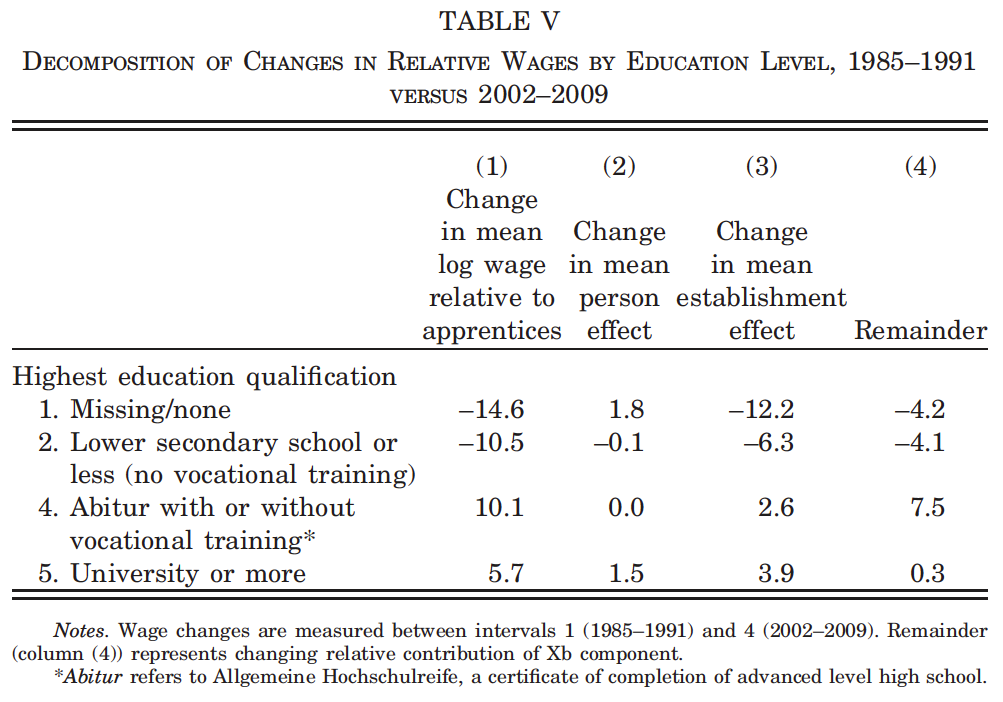 TABLE V
DECOMPOSITION OF CHANGES IN RELATIVE WAGES BY EDUCATION LEVEL, 1985–1991
VERSUS 2002–2009
(1) (2) (3) (4)
Change
in mean Change Change
log wage in mean in mean
relative to person establishment
apprentices effect effect Remainder
Highest education qualification
1. Missing/none –14.6 1.8 –12.2 –4.2
2. Lower secondary school or –10.5 –0.1 –6.3 –4.1
less (no vocational training)
4. Abitur with or without 10.1 0.0 2.6 7.5
vocational training*
5. University or more 5.7 1.5 3.9 0.3
Notes. Wage changes are measured between intervals 1 (1985–1991) and 4 (2002–2009). Remainder
(column (4)) represents changing relative contribution of Xb component.
*Abitur refers to Allgemeine Hochschulreife, a certificate of completion of advanced level high school.